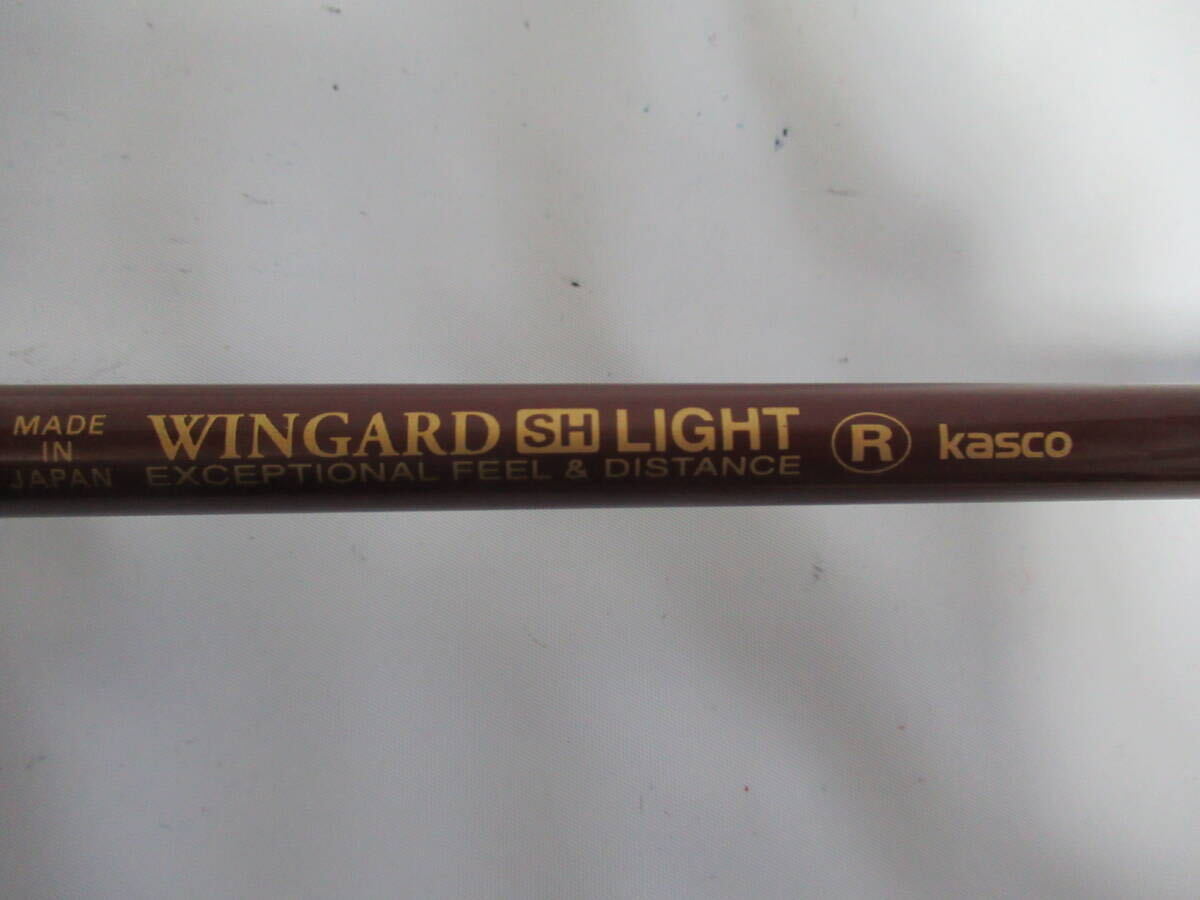 MADE
IN
JAPAN
WINGARD SH LIGHT
EXCEPTIONAL FEEL & DISTANCE
R
kasco